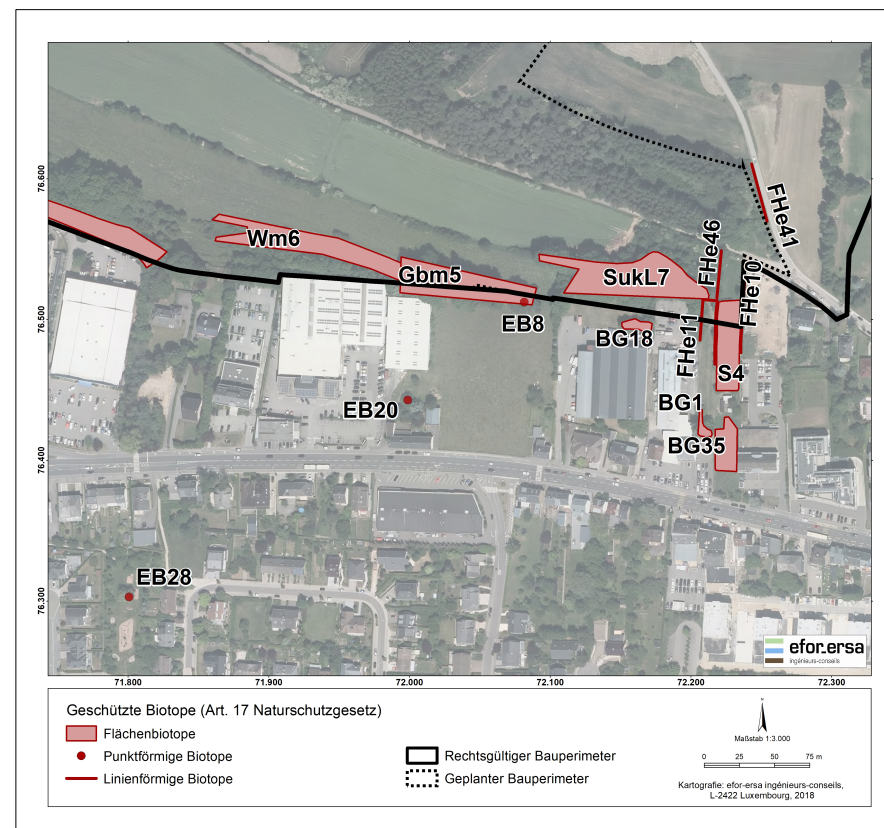 76.600
76.500
76.400
76.300
FHe41
FHe46
Wm6
FHe10
Gbm5
SukL7
EB8
BG18
FHe11
S4
EB20
BG1
BG35
EB28
efor.ersa
ingénieurs-conseils
71.800 71.900 72.000 72.100 72.200 72.300
Geschützte Biotope (Art. 17 Naturschutzgesetz)
Flächenbiotope
Punktförmige Biotope
Linienförmige Biotope
Rechtsgültiger Bauperimeter
Geplanter Bauperimeter
N
Maßstab 1:3.000
0 25 50 75 m
Kartografie: efor-ersa ingénieurs-conseils,
L-2422 Luxembourg, 2018